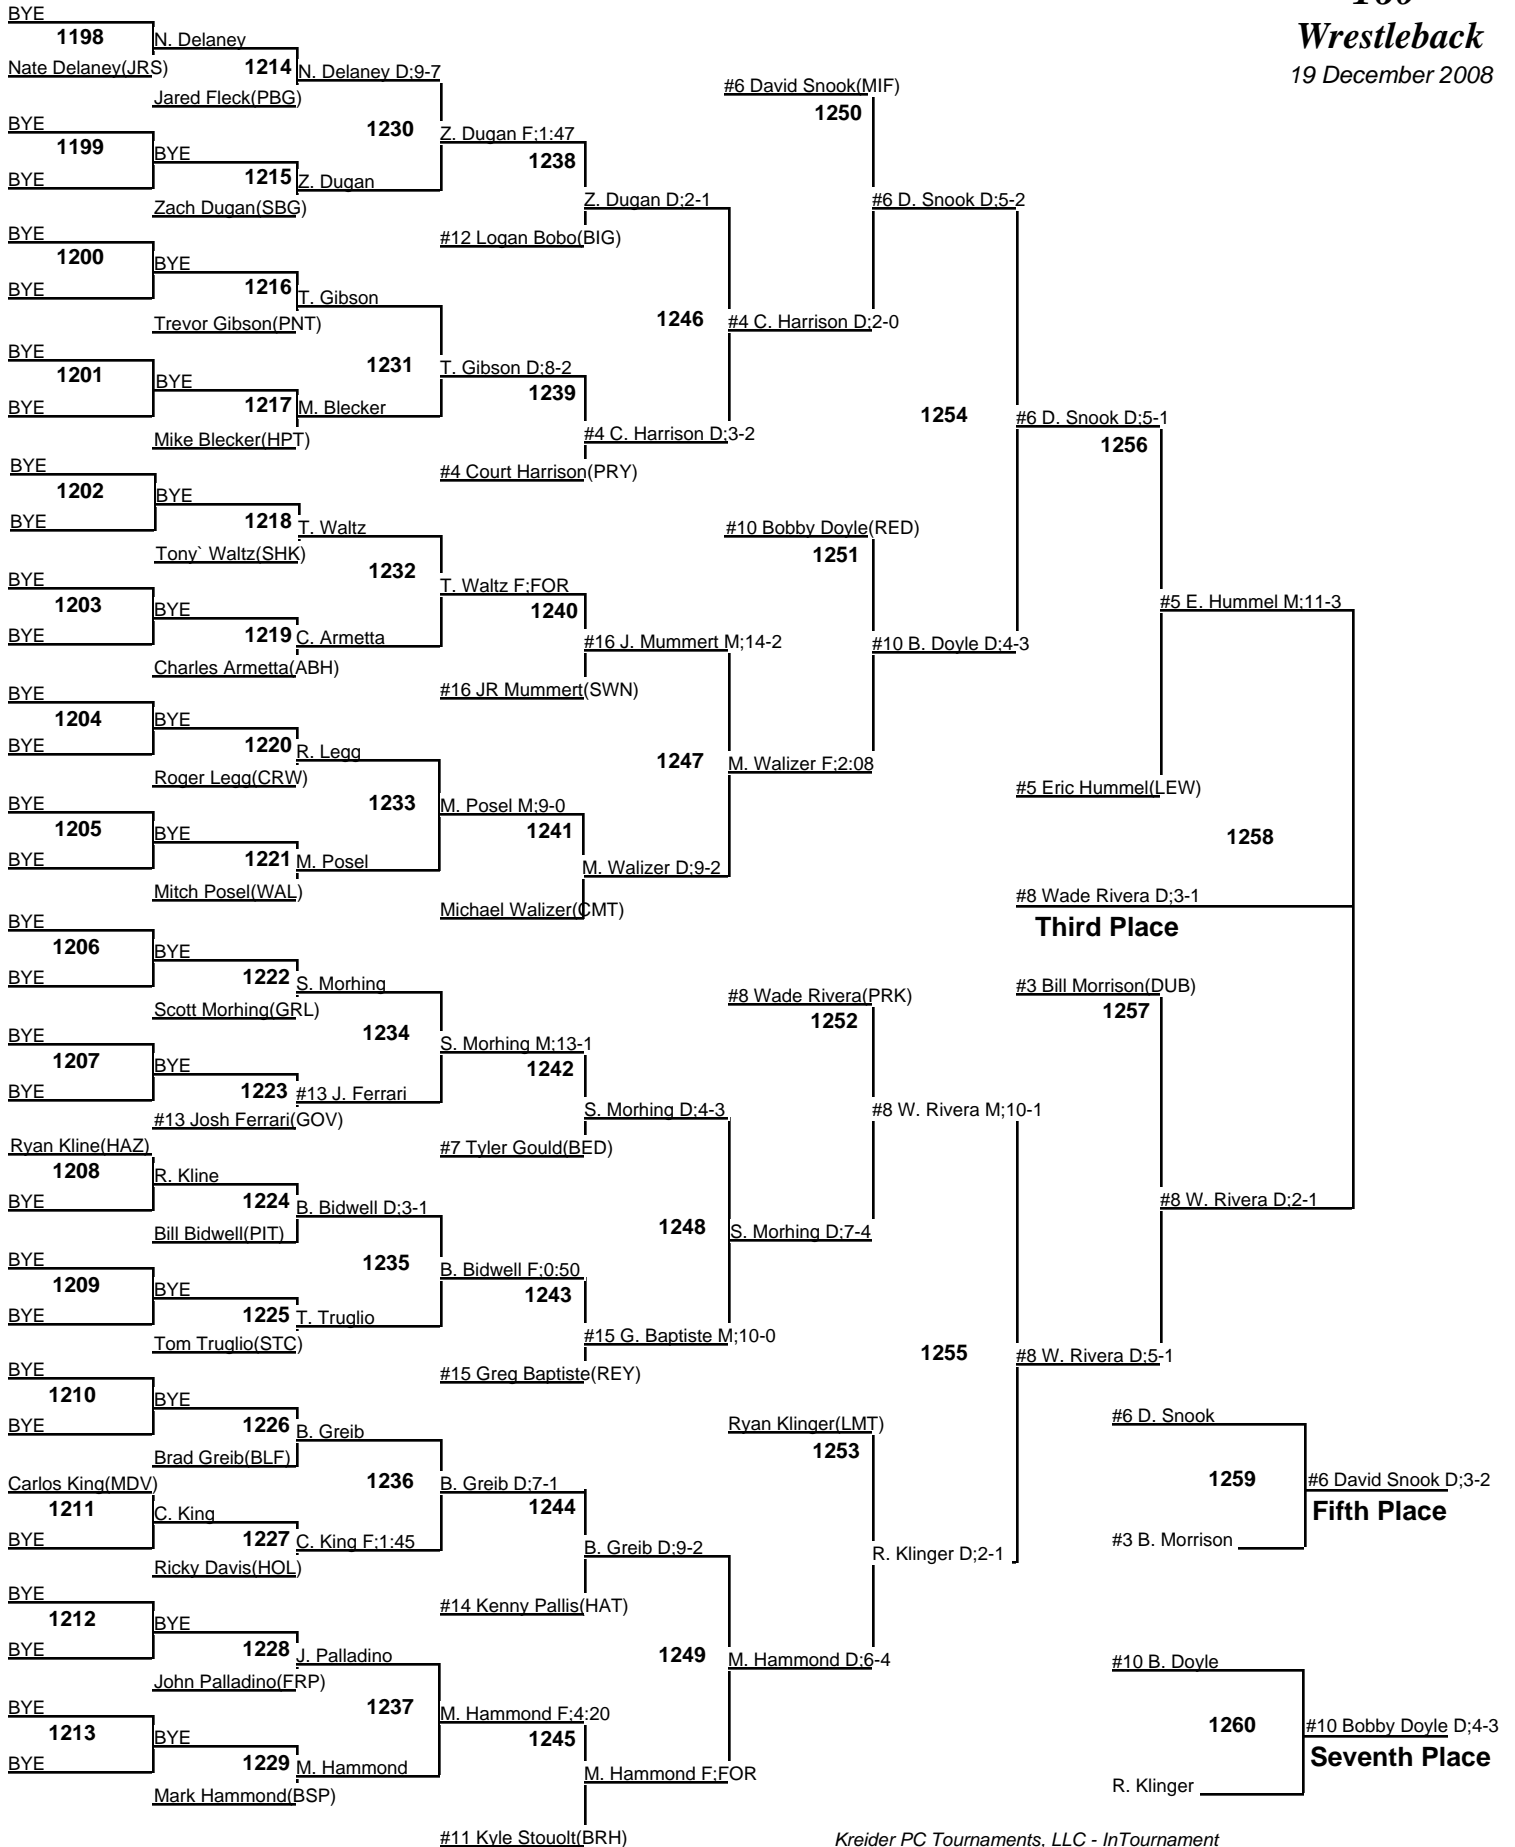 Wrestleback
19 December 2008
BYE
1198
N. Delaney
Nate Delaney(JRS)
1214
N. Delaney D;9-7
Jared Fleck(PBG)
#6 David Snook(MIF)
1250
BYE
1199
BYE
BYE
1230
Z. Dugan F;1:47
1238
1215
Z. Dugan
Zach Dugan(SBG)
Z. Dugan D;2-1
#6 D. Snook D;5-2
#12 Logan Bobo(BIG)
BYE
1200
BYE
BYE
1216
T. Gibson
Trevor Gibson(PNT)
1246
#4 C. Harrison D;2-0
BYE
1201
BYE
BYE
1231
T. Gibson D;8-2
1239
1217
M. Blecker
Mike Blecker(HPT)
1254
#6 D. Snook D;5-1
1256
#4 C. Harrison D;3-2
#4 Court Harrison(PRY)
BYE
1202
BYE
BYE
1218
T. Waltz
Tony` Waltz(SHK)
#10 Bobby Doyle(RED)
1251
1232
T. Waltz F;FOR
1240
BYE
1203
BYE
BYE
1219
C. Armetta
Charles Armetta(ABH)
#5 E. Hummel M;11-3
#16 J. Mummert M;14-2
#10 B. Doyle D;4-3
#16 JR Mummert(SWN)
BYE
1204
BYE
BYE
1220
R. Legg
Roger Legg(CRW)
1247
M. Walizer F;2:08
#5 Eric Hummel(LEW)
1233
M. Posel M;9-0
1241
BYE
1205
BYE
BYE
1221
M. Posel
Mitch Posel(WAL)
1258
M. Walizer D;9-2
Michael Walizer(CMT)
#8 Wade Rivera D;3-1
Third Place
BYE
1206
BYE
BYE
1222
S. Morhing
Scott Morhing(GRL)
#8 Wade Rivera(PRK)
1252
#3 Bill Morrison(DUB)
1257
1234
S. Morhing M;13-1
1242
BYE
1207
BYE
BYE
1223
#13 J. Ferrari
#13 Josh Ferrari(GOV)
S. Morhing D;4-3
#8 W. Rivera M;10-1
#7 Tyler Gould(BED)
Ryan Kline(HAZ)
1208
R. Kline
BYE
1224
B. Bidwell D;3-1
Bill Bidwell(PIT)
1248
S. Morhing D;7-4
#8 W. Rivera D;2-1
1235
B. Bidwell F;0:50
1243
BYE
1209
BYE
BYE
1225
T. Truglio
Tom Truglio(STC)
#15 G. Baptiste M;10-0
1255
#8 W. Rivera D;5-1
#15 Greg Baptiste(REY)
BYE
1210
BYE
BYE
1226
B. Greib
Brad Greib(BLF)
Ryan Klinger(LMT)
1253
#6 D. Snook
1259
#6 David Snook D;3-2
Fifth Place
#3 B. Morrison
1236
B. Greib D;7-1
1244
Carlos King(MDV)
1211
C. King
BYE
1227
C. King F;1:45
Ricky Davis(HOL)
B. Greib D;9-2
R. Klinger D;2-1
#14 Kenny Pallis(HAT)
BYE
1212
BYE
BYE
1228
J. Palladino
John Palladino(FRP)
1249
M. Hammond D;6-4
#10 B. Doyle
1260
#10 Bobby Doyle D;4-3
Seventh Place
R. Klinger
1237
M. Hammond F;4:20
1245
BYE
1213
BYE
BYE
1229
M. Hammond
Mark Hammond(BSP)
M. Hammond F;FOR
#11 Kyle Stouolt(BRH)
Kreider PC Tournaments, LLC - InTournament